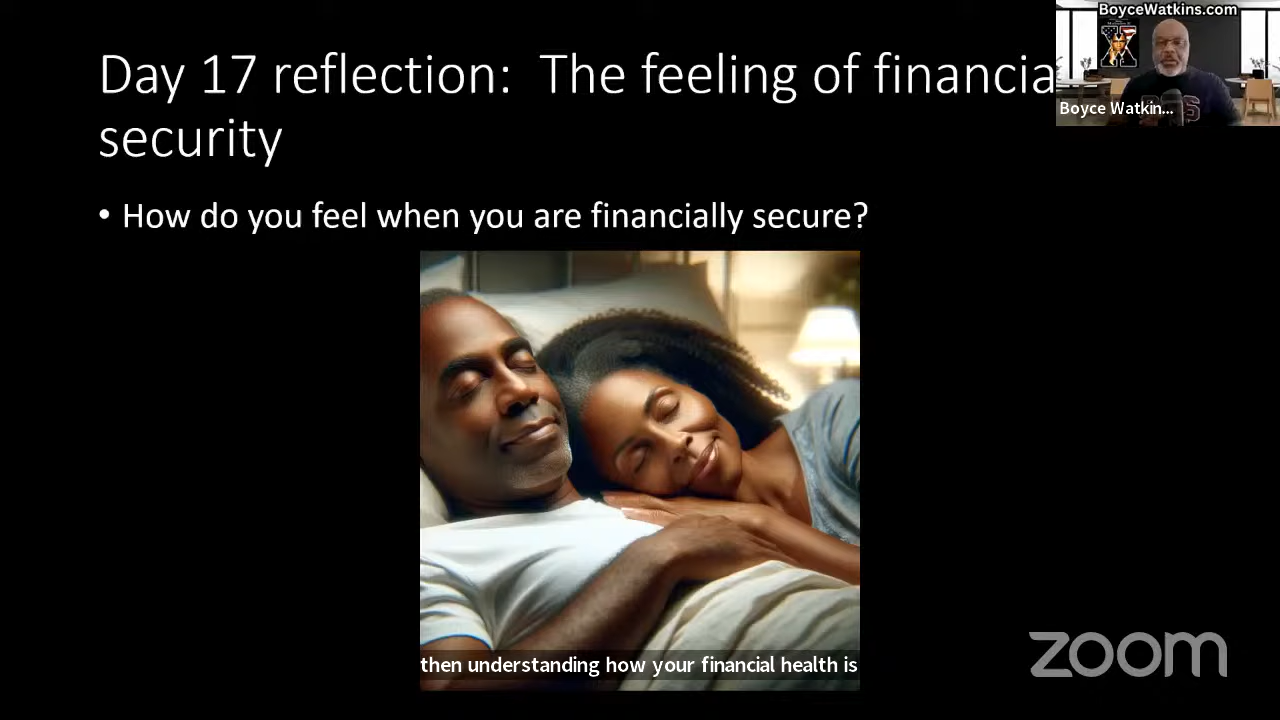 BoyceWatkins.com
Day 17 reflection: The feeling of financia
security
Boyce Watkin...
• How do you feel when you are financially secure?
then understanding how your financial health is
zoom